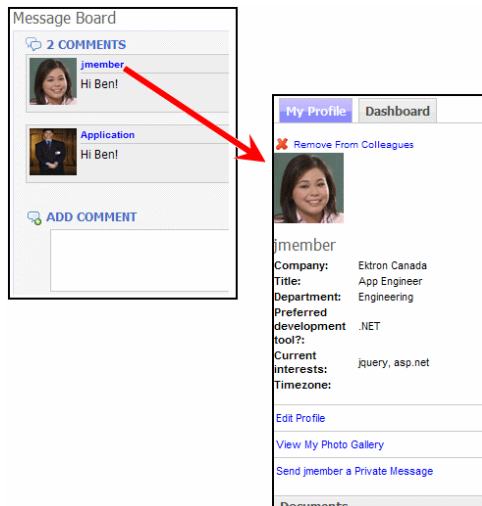 Message Board
2 COMMENTS
jmember
Hi Ben!
Application
Hi Ben!
ADD COMMENT
My Profile Dashboard
Remove From Colleagues
jmember
Company: Ektron Canada
Title: App Engineer
Department: Engineering
Preferred
development .NET
tool?:
Current
interests: jquery, asp.net
Timezone:
Edit Profile
View My Photo Gallery
Send jmember a Private Message
Documents